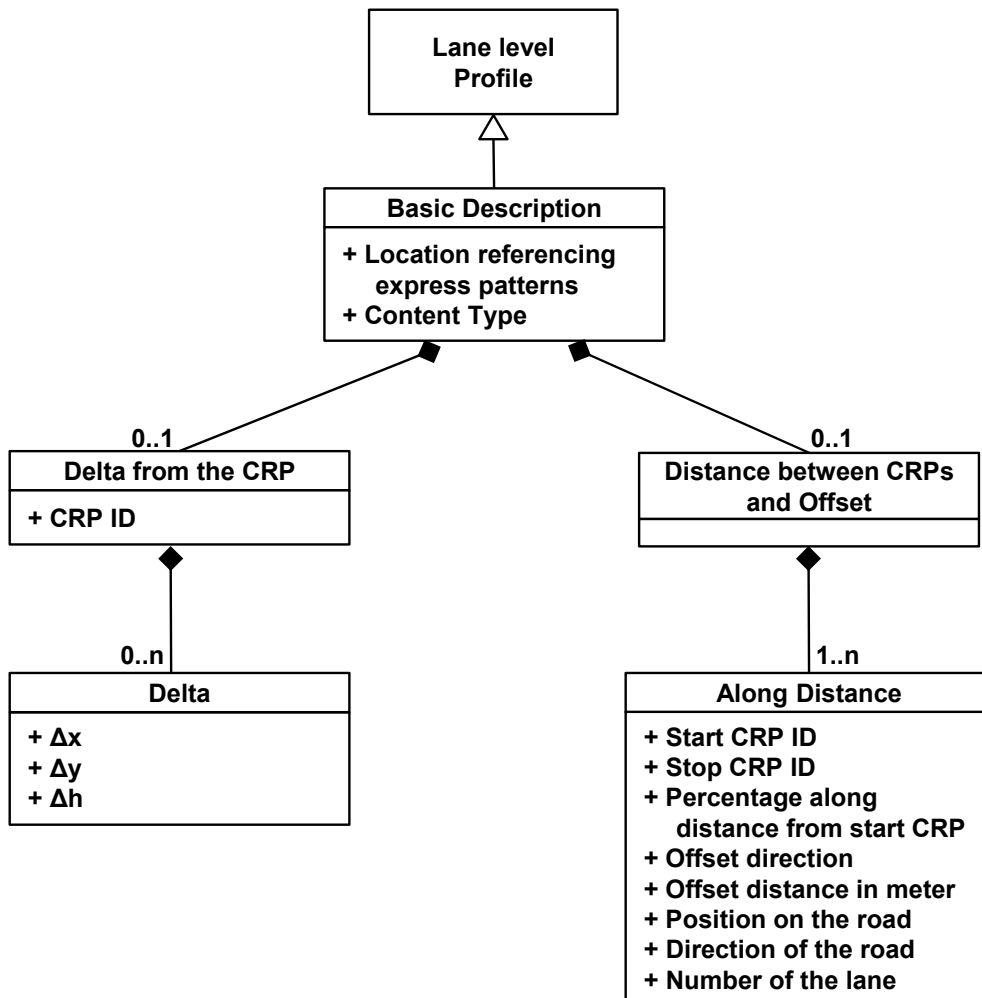 Lane level
Profile
Basic Description
+ Location referencing
express patterns
+ Content Type
0..1
0..1
Delta from the CRP
+ CRP ID
Distance between CRPs
and Offset
0..n
1..n
Delta
+ Δx
+ Δy
+ Δh
Along Distance
+ Start CRP ID
+ Stop CRP ID
+ Percentage along
distance from start CRP
+ Offset direction
+ Offset distance in meter
+ Position on the road
+ Direction of the road
+ Number of the lane